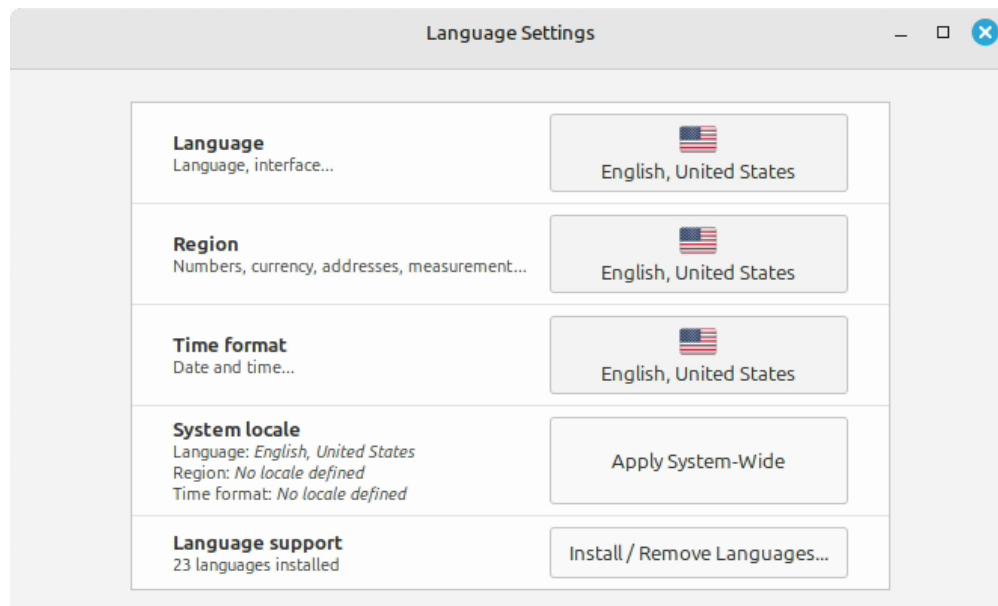 Language Settings
Language
Language, interface...
English, United States
Region
Numbers, currency, addresses, measurement...
English, United States
Time format
Date and time...
English, United States
System locale
Language: English, United States
Region: No locale defined
Time format: No locale defined
Apply System-Wide
Language support
23 languages installed
Install / Remove Languages...